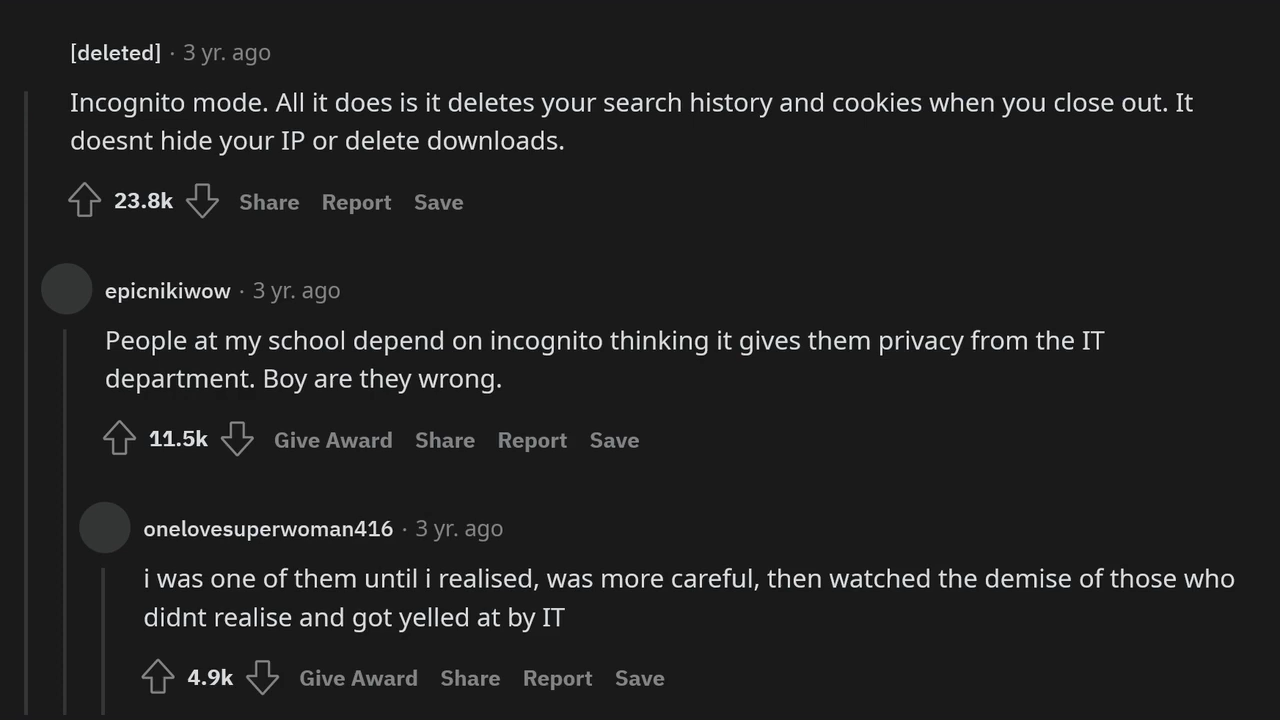 [deleted] · 3 yr. ago
Incognito mode. All it does is it deletes your search history and cookies when you close out. It
doesnt hide your IP or delete downloads.
23.8k Share Report Save
epicnikiwow · 3 yr. ago
People at my school depend on incognito thinking it gives them privacy from the IT
department. Boy are they wrong.
11.5k Give Award Share Report Save
onelovesuperwoman416 · 3 yr. ago
i was one of them until i realised, was more careful, then watched the demise of those who
didnt realise and got yelled at by IT
4.9k Give Award Share Report Save